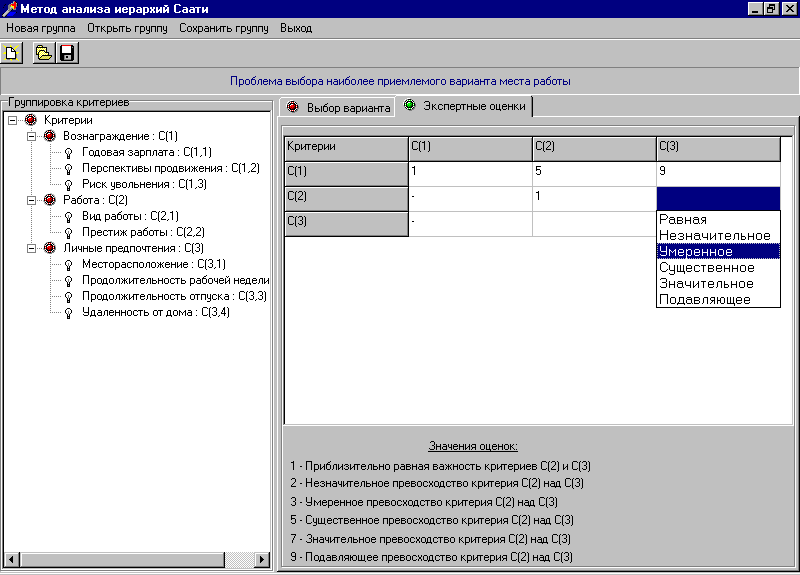 Метод анализа иерархий Саати
Новая группа Открыть группу Сохранить группу Выход
Проблема выбора наиболее приемлемого варианта места работы
Группировка критериев
Критерии
Вознаграждение : C(1)
Годовая зарплата : C(1,1)
Перспективы продвижения : C(1,2)
Риск увольнения : C(1,3)
Работа : C(2)
Вид работы : C(2,1)
Престиж работы : C(2,2)
Личные предпочтения : C(3)
Месторасположение : C(3,1)
Продолжительность рабочей недели
Продолжительность отпуска : C(3,3)
Удаленность от дома : C(3,4)
Выбор варианта Экспертные оценки
Критерии C(1) C(2) C(3)
C(1) 1 5 9
C(2) - 1
C(3) -
Равная
Незначительное
Умеренное
Существенное
Значительное
Подавляющее
Значения оценок:
1 - Приблизительно равная важность критериев C(2) и C(3)
2 - Незначительное превосходство критерия C(2) над C(3)
3 - Умеренное превосходство критерия C(2) над C(3)
5 - Существенное превосходство критерия C(2) над C(3)
7 - Значительное превосходство критерия C(2) над C(3)
9 - Подавляющее превосходство критерия C(2) над C(3)